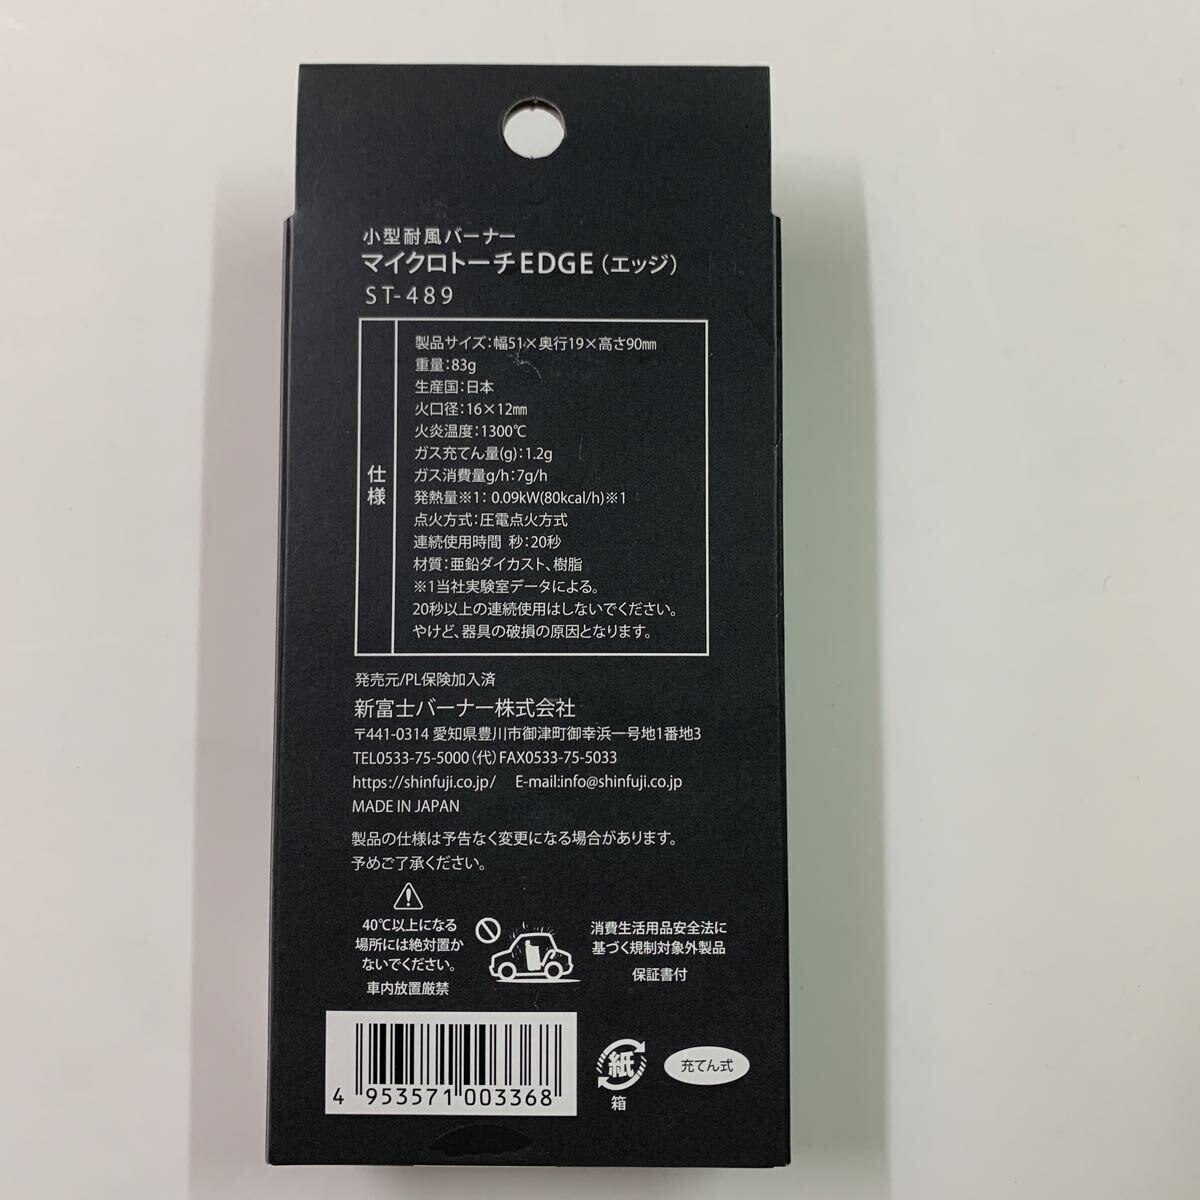 小型耐風バーナー
マイクロトーチEDGE(エッジ)
ST-489
仕様
製品サイズ:幅51×奥行19×高さ90㎜
重量:83g
生産国:日本
火口径:16×12㎜
火炎温度:1300℃
ガス充てん量(g):1.2g
ガス消費量g/h:7g/h
発熱量※1: 0.09kW(80kcal/h)※1
点火方式:圧電点火方式
連続使用時間 秒:20秒
材質:亜鉛ダイカスト、樹脂
※1当社実験室データによる。
20秒以上の連続使用はしないでください。
やけど、器具の破損の原因となります。
発売元/PL保険加入済
新富士バーナー株式会社
〒441-0314 愛知県豊川市御津町御幸浜一号地1番地3
TEL0533-75-5000(代)FAX0533-75-5033
https://shinfuji.co.jp/ E-mail:info@shinfuji.co.jp
MADE IN JAPAN
製品の仕様は予告なく変更になる場合があります。
予めご了承ください。
40℃以上になる
場所には絶対置か
ないでください。
車内放置厳禁
消費生活用品安全法に
基づく規制対象外製品
保証書付
4 953571 003368
紙
箱
充てん式